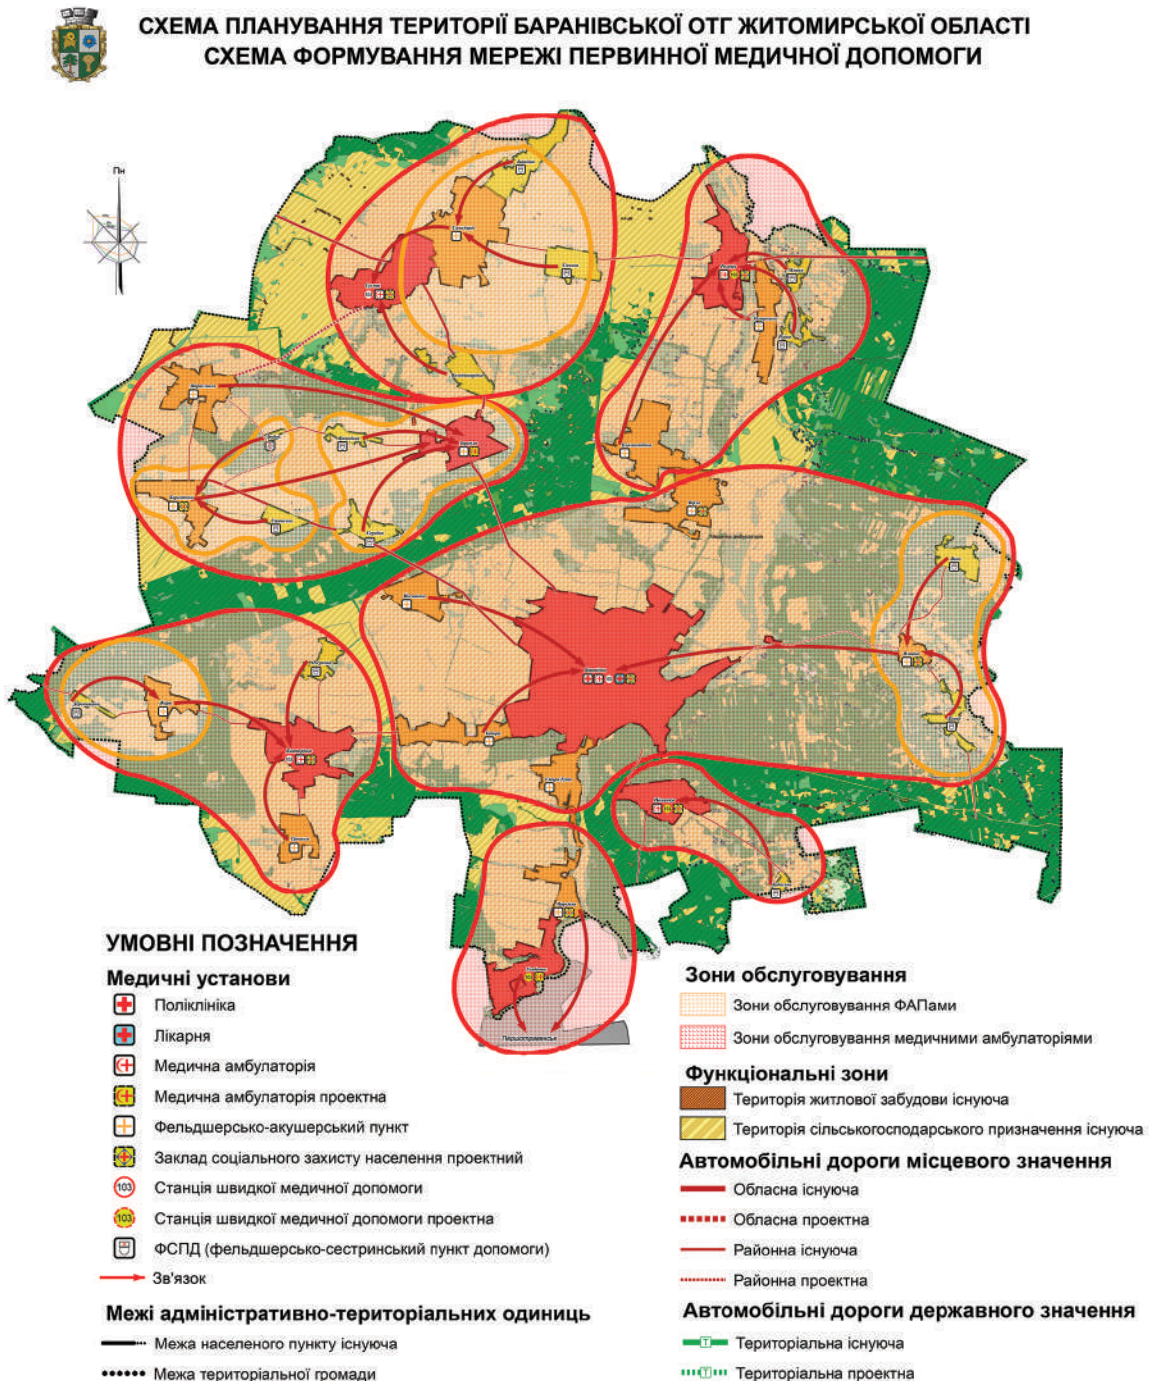 СХЕМА ПЛАНУВАННЯ ТЕРИТОРІЇ БАРАНІВСЬКОЇ ОТГ ЖИТОМИРСЬКОЇ ОБЛАСТІ
СХЕМА ФОРМУВАННЯ МЕРЕЖІ ПЕРВИННОЇ МЕДИЧНОЇ ДОПОМОГИ
Пн
Першотравенськ
УМОВНІ ПОЗНАЧЕННЯ
Медичні установи
Поліклініка
Лікарня
Медична амбулаторія
Медична амбулаторія проектна
Фельдшерсько-акушерський пункт
Заклад соціального захисту населення проектний
103 Станція швидкої медичної допомоги
103 Станція швидкої медичної допомоги проектна
ФСПД (фельдшерсько-сестринський пункт допомоги)
Зв'язок
Межі адміністративно-територіальних одиниць
Межа населеного пункту існуюча
Межа територіальної громади
Зони обслуговування
Зони обслуговування ФАПами
Зони обслуговування медичними амбулаторіями
Функціональні зони
Територія житлової забудови існуюча
Територія сільськогосподарського призначення існуюча
Автомобільні дороги місцевого значення
Обласна існуюча
Обласна проектна
Районна існуюча
Районна проектна
Автомобільні дороги державного значення
Т Територіальна існуюча
Т Територіальна проектна